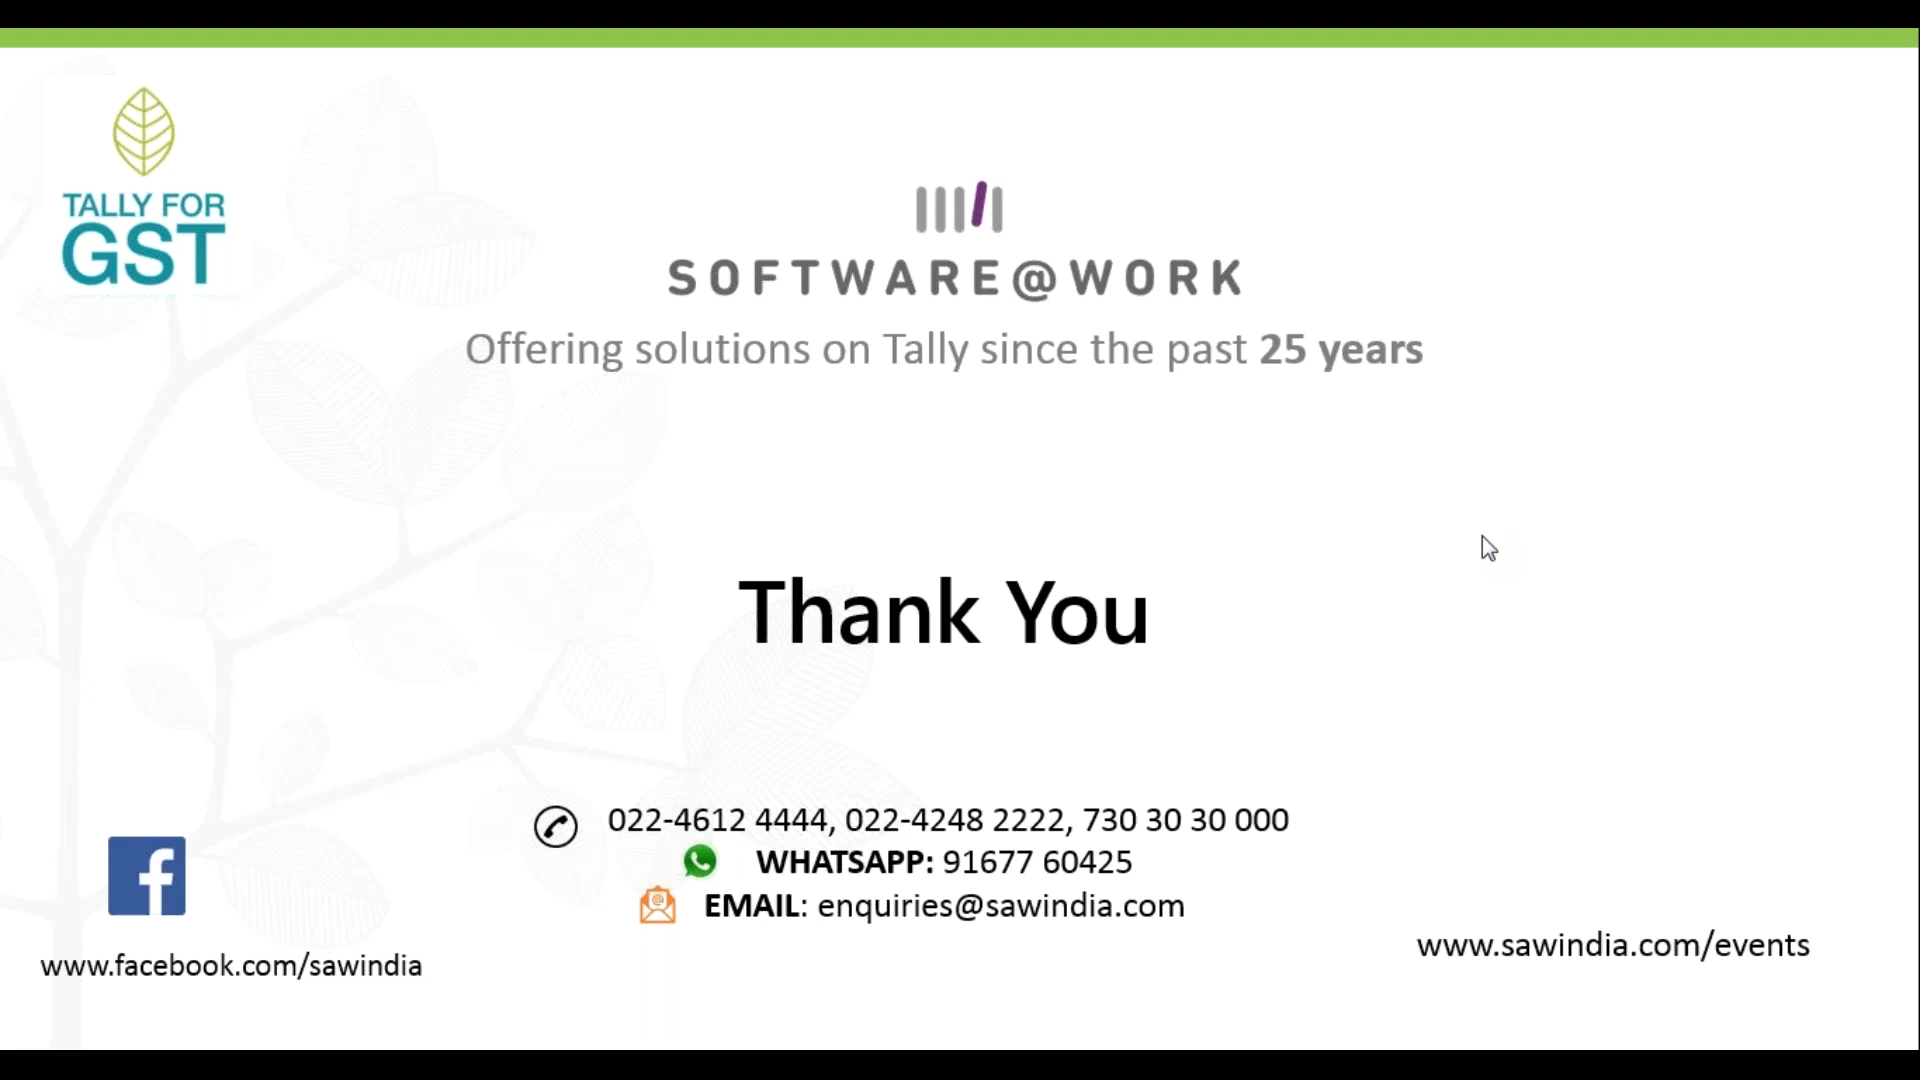 TALLY FOR
GST
SOFTWARE@WORK
Offering solutions on Tally since the past 25 years
Thank You
022-4612 4444, 022-4248 2222, 730 30 30 000
WHATSAPP: 91677 60425
EMAIL: enquiries@sawindia.com
www.sawindia.com/events
www.facebook.com/sawindia